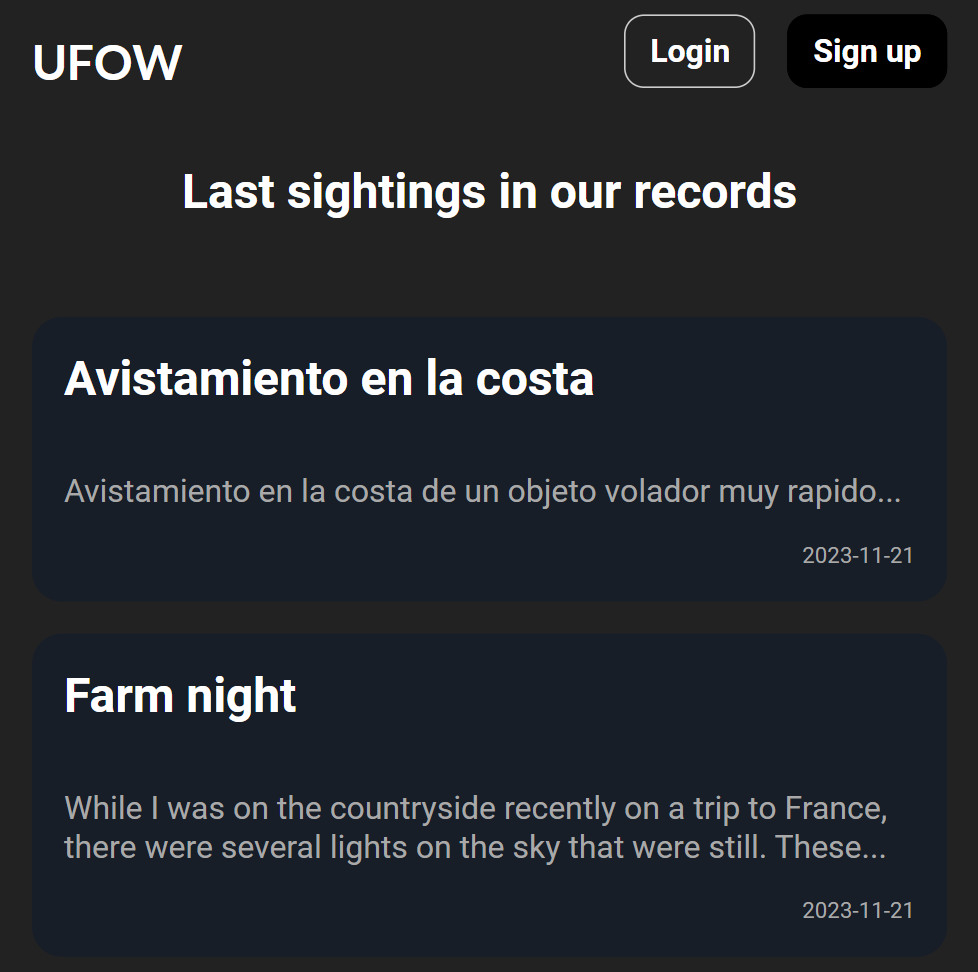 UFOW
Login
Sign up
Last sightings in our records
Avistamiento en la costa
Avistamiento en la costa de un objeto volador muy rapido...
2023-11-21
Farm night
While I was on the countryside recently on a trip to France,
there were several lights on the sky that were still. These...
2023-11-21